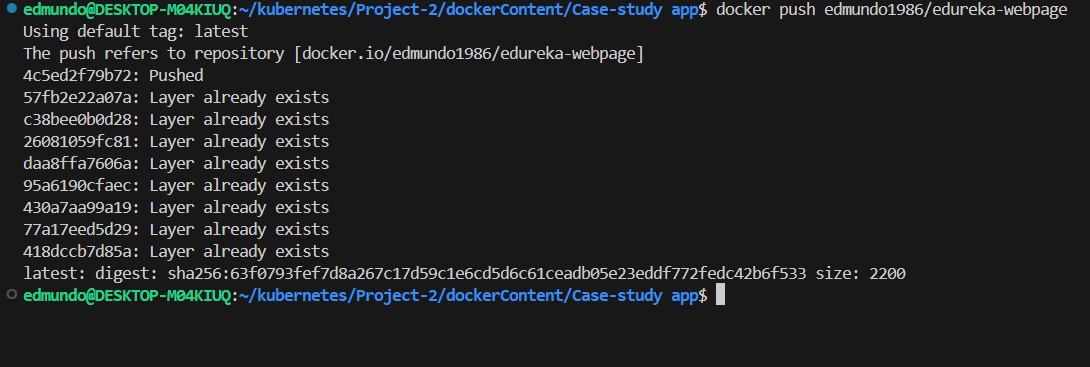 edmundo@DESKTOP-M04KIUQ:~/kubernetes/Project-2/dockerContent/Case-study app$ docker push edmundo1986/edureka-webpage
Using default tag: latest
The push refers to repository [docker.io/edmundo1986/edureka-webpage]
4c5ed2f79b72: Pushed
57fb2e22a07a: Layer already exists
c38bee0b0d28: Layer already exists
26081059fc81: Layer already exists
daa8ffa7606a: Layer already exists
95a6190cfaec: Layer already exists
430a7aa99a19: Layer already exists
77a17eed5d29: Layer already exists
418dccb7d85a: Layer already exists
latest: digest: sha256:63f0793fef7d8a267c17d59c1e6cd5d6c61ceadb05e23eddf772fedc42b6f533 size: 2200
edmundo@DESKTOP-M04KIUQ:~/kubernetes/Project-2/dockerContent/Case-study app$